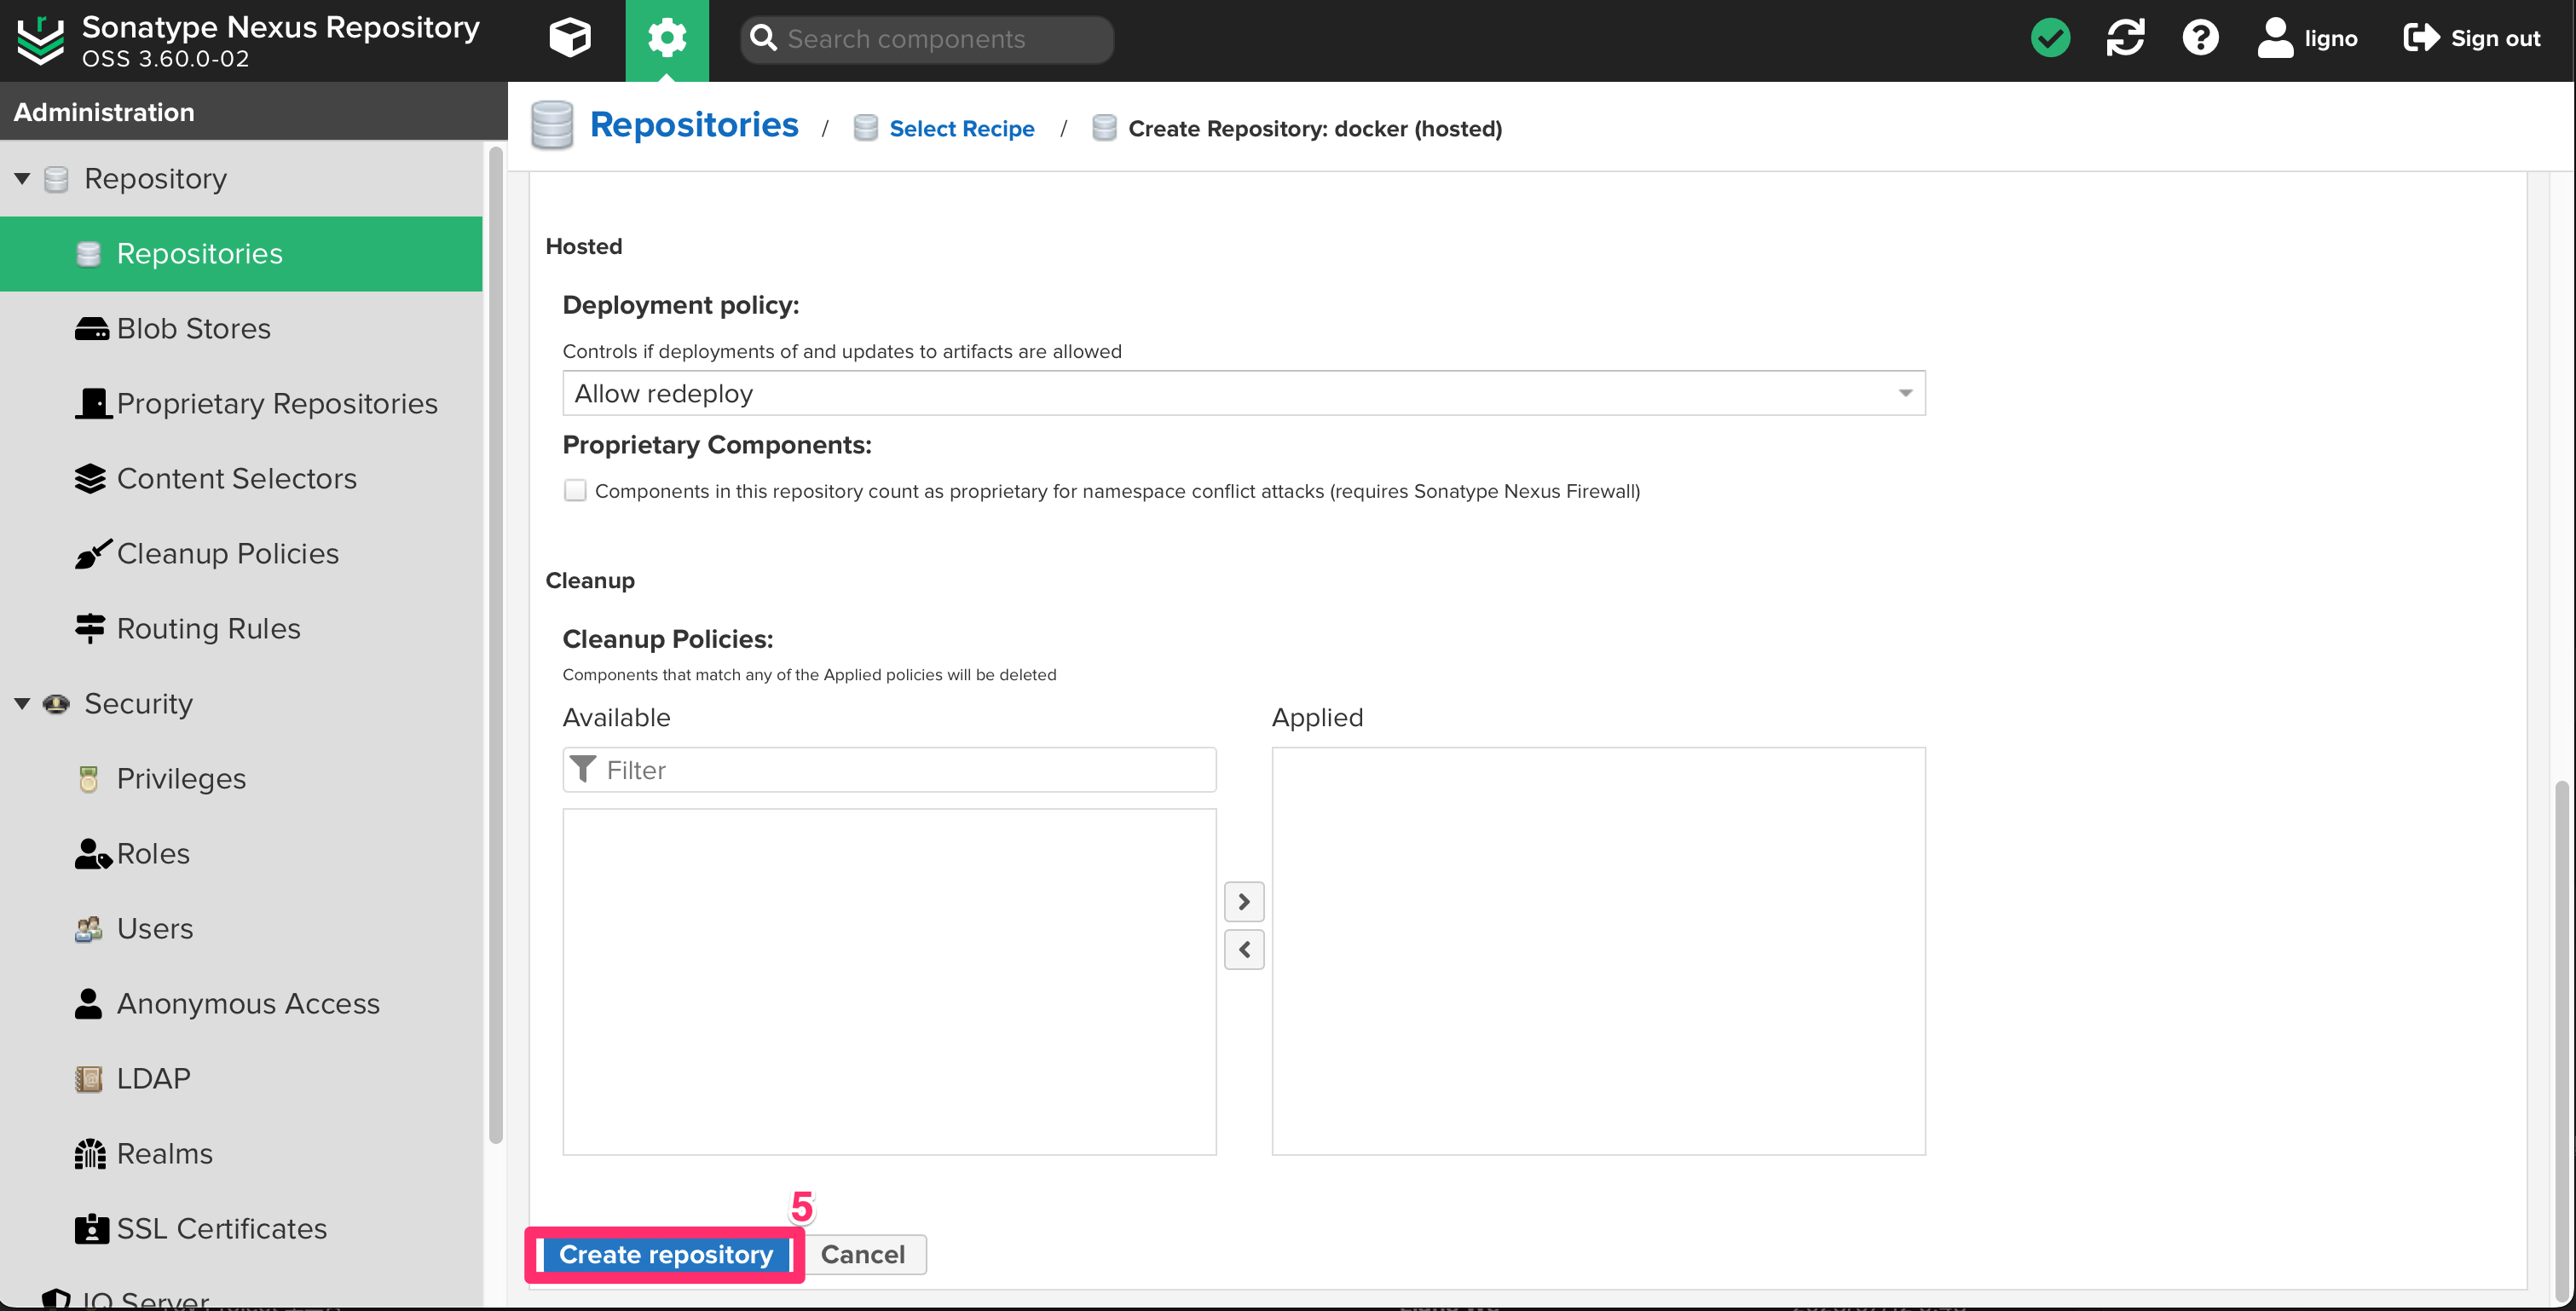 Sonatype Nexus Repository
OSS 3.60.0-02
Search components
ligno
Sign out
Administration
Repository
Repositories
Blob Stores
Proprietary Repositories
Content Selectors
Cleanup Policies
Routing Rules
Security
Privileges
Roles
Users
Anonymous Access
LDAP
Realms
SSL Certificates
IQ Server
Repositories / Select Recipe / Create Repository: docker (hosted)
Hosted
Deployment policy:
Controls if deployments of and updates to artifacts are allowed
Allow redeploy
Proprietary Components:
Components in this repository count as proprietary for namespace conflict attacks (requires Sonatype Nexus Firewall)
Cleanup
Cleanup Policies:
Components that match any of the Applied policies will be deleted
Available
Applied
Filter
5
Create repository
Cancel